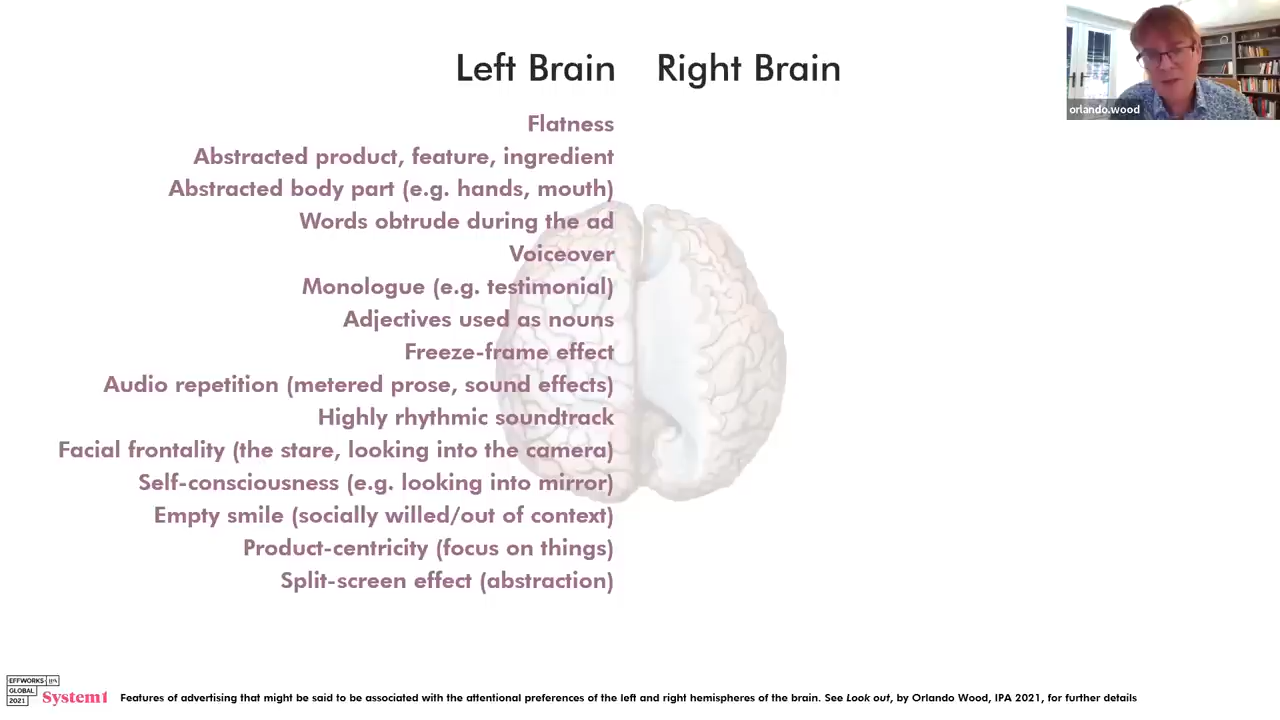 Left Brain Right Brain
orlando.wood
Flatness
Abstracted product, feature, ingredient
Abstracted body part (e.g. hands, mouth)
Words obtrude during the ad
Voiceover
Monologue (e.g. testimonial)
Adjectives used as nouns
Freeze-frame effect
Audio repetition (metered prose, sound effects)
Highly rhythmic soundtrack
Facial frontality (the stare, looking into the camera)
Self-consciousness (e.g. looking into mirror)
Empty smile (socially willed/out of context)
Product-centricity (focus on things)
Split-screen effect (abstraction)
EFFWORKS IPA
GLOBAL
2021
System1
Features of advertising that might be said to be associated with the attentional preferences of the left and right hemispheres of the brain. See Look out, by Orlando Wood, IPA 2021, for further details